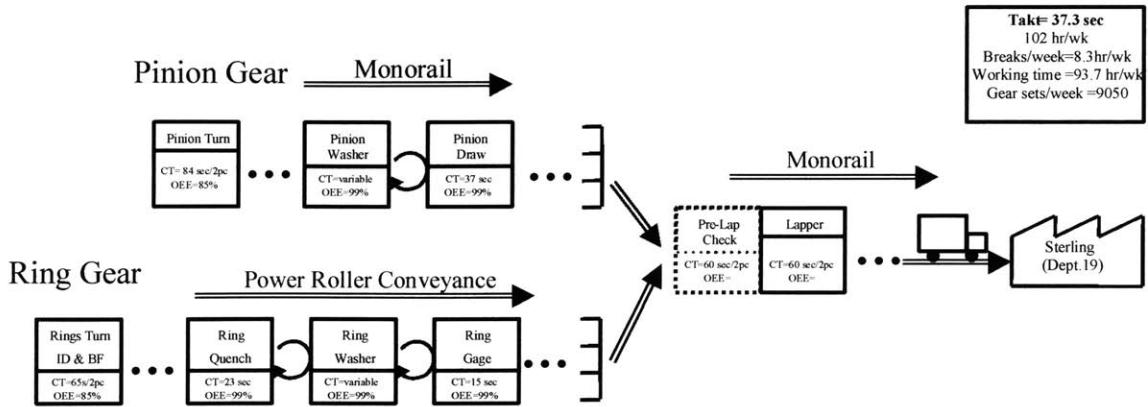 Takt= 37.3 sec
102 hr/wk
Breaks/week=8.3hr/wk
Working time =93.7 hr/wk
Gear sets/week =9050
Pinion Gear
Monorail
Pinion Turn
CT= 84 sec/2pc
OEE=85%
Pinion
Washer
CT=variable
OEE=99%
Pinion
Draw
CT=37 sec
OEE=99%
Monorail
Pre-Lap
Check
CT=60 sec/2pc
OEE=
Lapper
CT=60 sec/2pc
OEE=
Sterling
(Dept.19)
Ring Gear
Power Roller Conveyance
Rings Turn
ID & BF
CT=65s/2pc
OEE=85%
Ring
Quench
CT=23 sec
OEE=99%
Ring
Washer
CT=variable
OEE=99%
Ring
Gage
CT=15 sec
OEE=99%